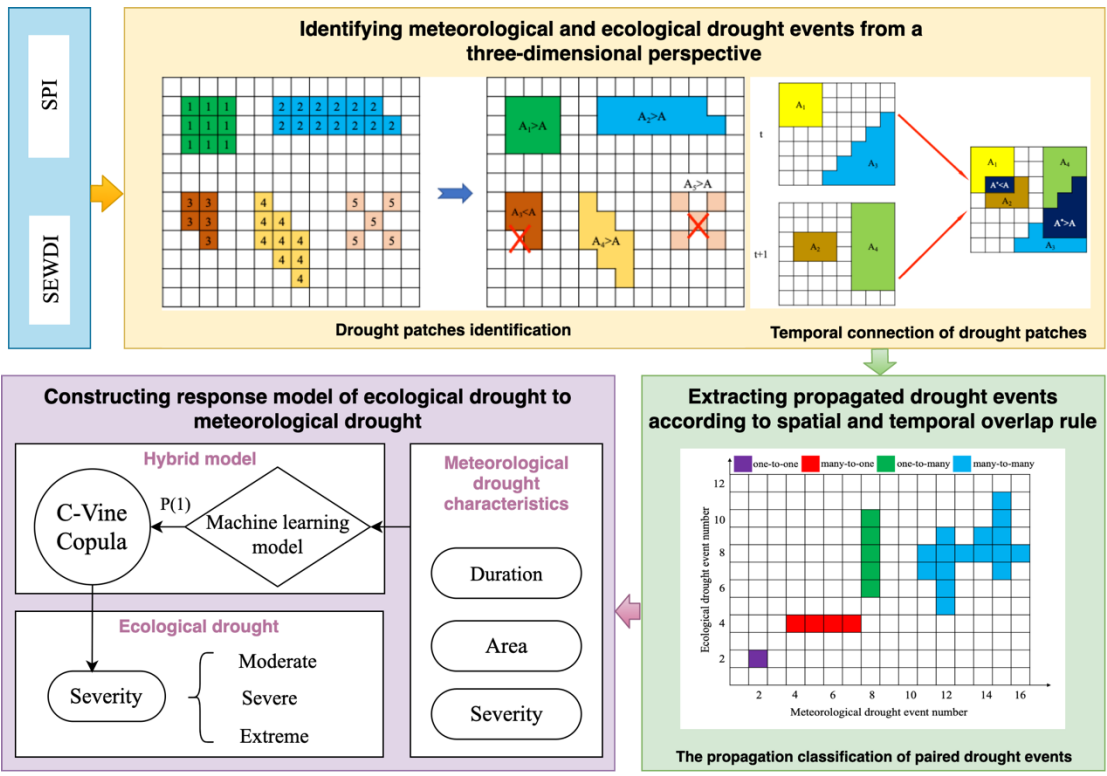 SPI
SEWDI
Identifying meteorological and ecological drought events from a
three-dimensional perspective
1 1 1
1 1 1
1 1 1
2 2 2 2 2 2
2 2 2 2 2 2 2
3 3
3 3
3
4
4 4
4 4 4
4 4
4
5 5
5
5 5
A₁>A
A₂>A
A₃<A
A₄>A
A₅>A
Drought patches identification
t
A₁
A₃
t+1
A₂
A₄
A₁
A₄
A*<A
A₂
A*>A
A₃
Temporal connection of drought patches
Extracting propagated drought events
according to spatial and temporal overlap rule
one-to-one many-to-one one-to-many many-to-many
Ecological drought event number
12
10
8
6
4
2
2 4 6 8 10 12 14 16
Meteorological drought event number
The propagation classification of paired drought events
Constructing response model of ecological drought to
meteorological drought
Hybrid model
C-Vine
Copula
P(1)
Machine learning
model
Meteorological
drought
characteristics
Duration
Area
Severity
Ecological drought
Severity
Moderate
Severe
Extreme